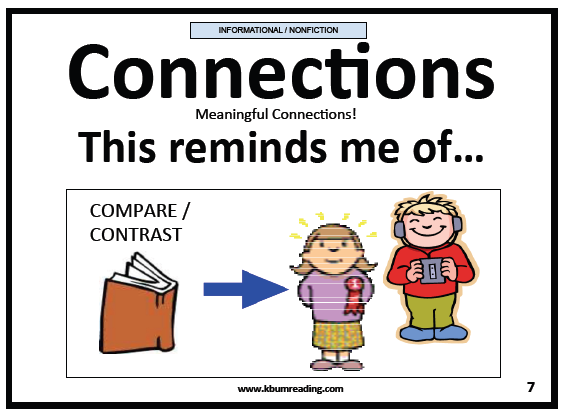 INFORMATIONAL / NONFICTION
Connections
Meaningful Connections!
This reminds me of…
COMPARE /
CONTRAST
www.kbumreading.com
7